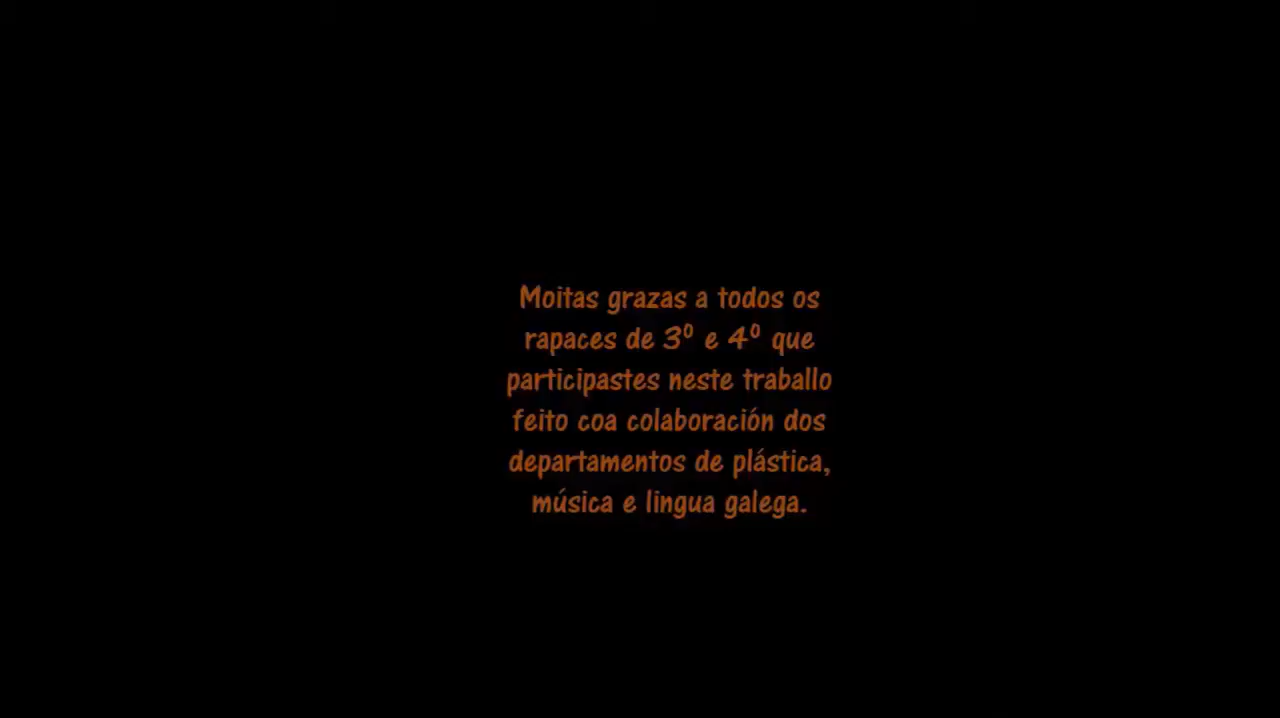 Moitas grazas a todos os
rapaces de 3º e 4º que
participastes neste traballo
feito coa colaboración dos
departamentos de plástica,
música e lingua galega.